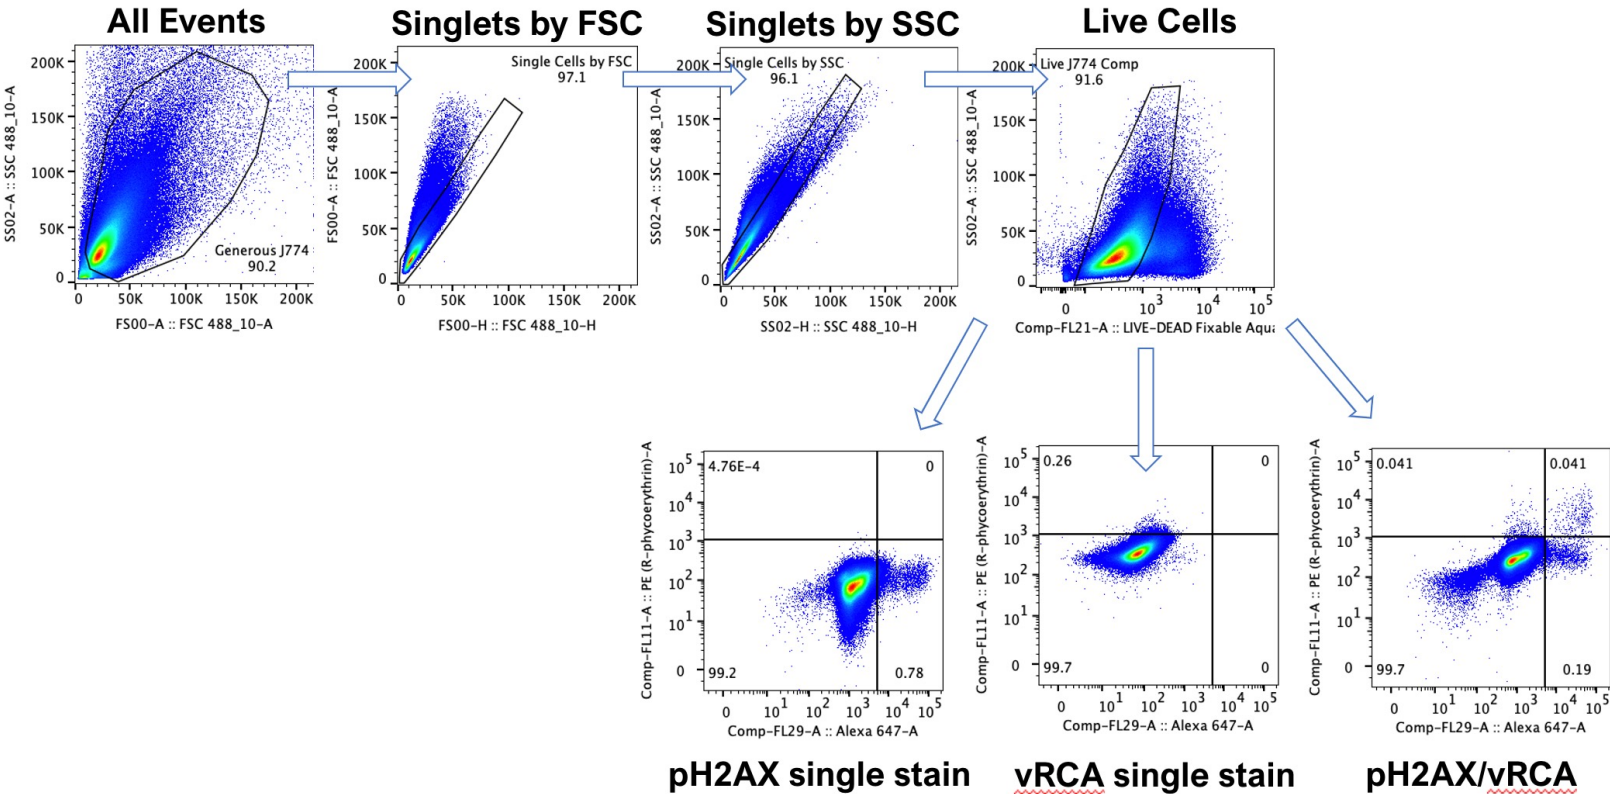 All Events
Singlets by FSC
Singlets by SSC
Live Cells
200K
150K
100K
50K
0
SS02-A :: SSC 488_10-A
Generous J774
90.2
0 50K 100K 150K 200K
FS00-A :: FSC 488_10-A
200K
150K
100K
50K
0
FS00-A :: FSC 488_10-A
Single Cells by FSC
97.1
0 50K 100K 150K 200K
FS00-H :: FSC 488_10-H
200K
150K
100K
50K
0
SS02-A :: SSC 488_10-A
Single Cells by SSC
96.1
0 50K 100K 150K 200K
SS02-H :: SSC 488_10-H
200K
150K
100K
50K
0
SS02-A :: SSC 488_10-A
Live J774 Comp
91.6
0 10³ 10⁴ 10⁵
Comp-FL21-A :: LIVE-DEAD Fixable Aqua
10⁵
10⁴
10³
10²
10¹
0
Comp-FL11-A :: PE (R-phycoerythrin)-A
4.76E-4
0
99.2
0.78
0 10¹ 10² 10³ 10⁴ 10⁵
Comp-FL29-A :: Alexa 647-A
pH2AX single stain
10⁵
10⁴
10³
10²
10¹
0
Comp-FL11-A :: PE (R-phycoerythrin)-A
0.26
0
99.7
0
0 10¹ 10² 10³ 10⁴ 10⁵
Comp-FL29-A :: Alexa 647-A
vRCA single stain
10⁵
10⁴
10³
10²
10¹
0
Comp-FL11-A :: PE (R-phycoerythrin)-A
0.041
0.041
99.7
0.19
0 10¹ 10² 10³ 10⁴ 10⁵
Comp-FL29-A :: Alexa 647-A
pH2AX/vRCA